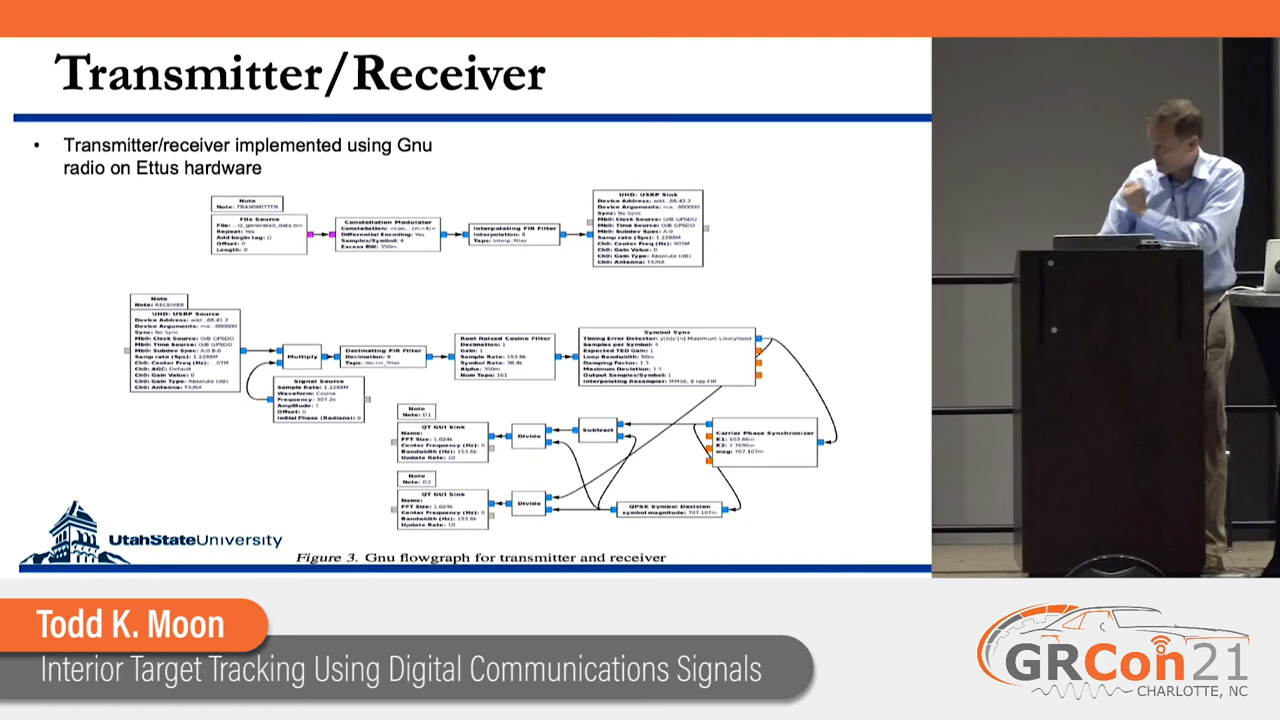 Transmitter/Receiver
• Transmitter/receiver implemented using Gnu
radio on Ettus hardware
Note
Note: TRANSMITTER
File Source
File: ...Q_generated_data.bin
Repeat: Yes
Add begin tag: ()
Offset: 0
Length: 0
Constellation Modulator
Constellation: <con... (m=4)>
Differential Encoding: Yes
Samples/Symbol: 4
Excess BW: 350m
Interpolating FIR Filter
Interpolation: 8
Taps: interp_filter
UHD: USRP Sink
Device Address: add...68.42.2
Device Arguments: ma...880000
Sync: No Sync
Mb0: Clock Source: O/B GPSDO
Mb0: Time Source: O/B GPSDO
Mb0: Subdev Spec: A:0
Samp rate (Sps): 1.2288M
Ch0: Center Freq (Hz): 905M
Ch0: Gain Value: 0
Ch0: Gain Type: Absolute (dB)
Ch0: Antenna: TX/RX
Note
Note: RECEIVER
UHD: USRP Source
Device Address: add...68.41.2
Device Arguments: ma...880000
Sync: No Sync
Mb0: Clock Source: O/B GPSDO
Mb0: Time Source: O/B GPSDO
Mb0: Subdev Spec: A:0 B:0
Samp rate (Sps): 1.2288M
Ch0: Center Freq (Hz): ...07M
Ch0: AGC: Default
Ch0: Gain Value: 0
Ch0: Gain Type: Absolute (dB)
Ch0: Antenna: TX/RX
Multiply
Signal Source
Sample Rate: 1.2288M
Waveform: Cosine
Frequency: 307.2k
Amplitude: 1
Offset: 0
Initial Phase (Radians): 0
Decimating FIR Filter
Decimation: 8
Taps: decim_filter
Root Raised Cosine Filter
Decimation: 1
Gain: 1
Sample Rate: 153.6k
Symbol Rate: 38.4k
Alpha: 350m
Num Taps: 161
Symbol Sync
Timing Error Detector: y[n]y'[n] Maximum Likelyhood
Samples per Symbol: 4
Expected TED Gain: 1
Loop Bandwidth: 50m
Damping Factor: 1
Maximum Deviation: 1.5
Output Samples/Symbol: 1
Interpolating Resampler: MMSE, 8 tap FIR
Note
Note: D1
QT GUI Sink
Name:
FFT Size: 1.024k
Center Frequency (Hz): 0
Bandwidth (Hz): 153.6k
Update Rate: 10
Divide
Subtract
Carrier Phase Synchronizer
K1: 103.86m
K2: 2.7696m
mag: 707.107m
Note
Note: D2
QT GUI Sink
Name:
FFT Size: 1.024k
Center Frequency (Hz): 0
Bandwidth (Hz): 153.6k
Update Rate: 10
Divide
QPSK Symbol Decision
symbol magnitude: 707.107m
UtahStateUniversity
Figure 3. Gnu flowgraph for transmitter and receiver
Todd K. Moon
Interior Target Tracking Using Digital Communications Signals
GRCon21
CHARLOTTE, NC